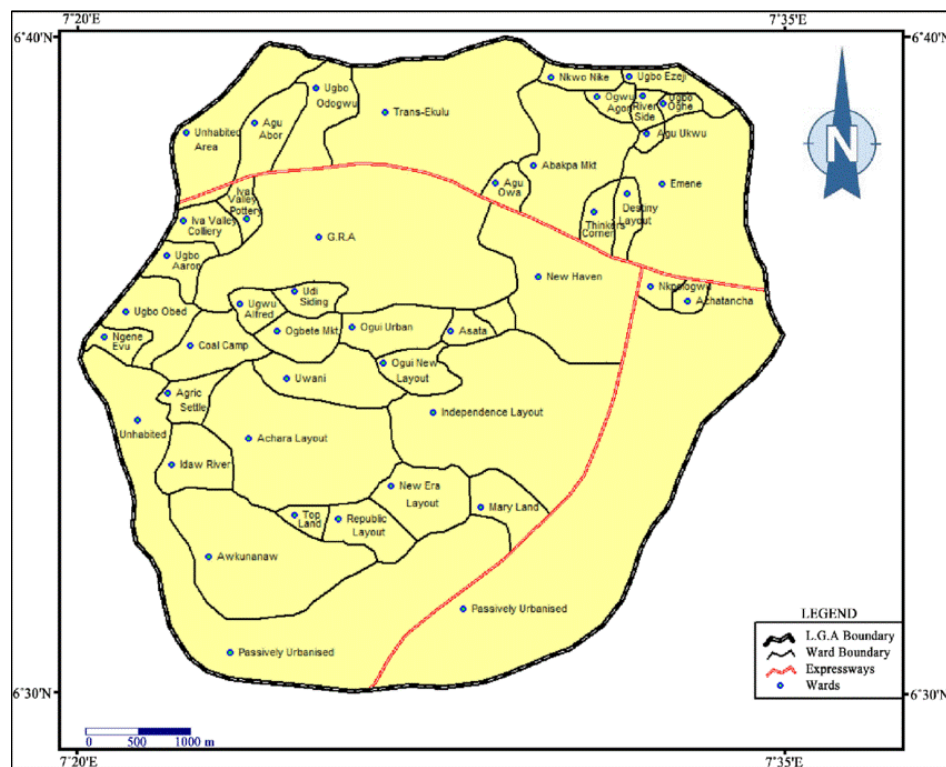 7°20'E
7°35'E
6°40'N
6°40'N
Nkwo Nike
Ugbo Ezeji
Ugbo
Odogwu
Ogwu
Agor
River
Side
Ugbo
Oghe
Trans-Ekulu
Agu
Abor
Unhabited
Area
Agu Ukwu
Abakpa Mkt
Agu
Owa
Emene
Destiny
Layout
Thinkers
Corner
Iva
Valley
Pottery
Iva Valley
Colliery
G.R.A
Ugbo
Aaron
New Haven
Nkpologwu
Achatancha
Udi
Siding
Ugwu
Alfred
Ugbo Obed
Ogbete Mkt
Ogui Urban
Asata
Ngene
Evu
Coal Camp
Ogui New
Layout
Uwani
Agric
Settle
Independence Layout
Unhabited
Achara Layout
Idaw River
New Era
Layout
Mary Land
Top
Land
Republic
Layout
Awkunanaw
Passively Urbanised
Passively Urbanised
N
LEGEND
L.G.A Boundary
Ward Boundary
Expressways
Wards
6°30'N
6°30'N
0 500 1000 m
7°20'E
7°35'E